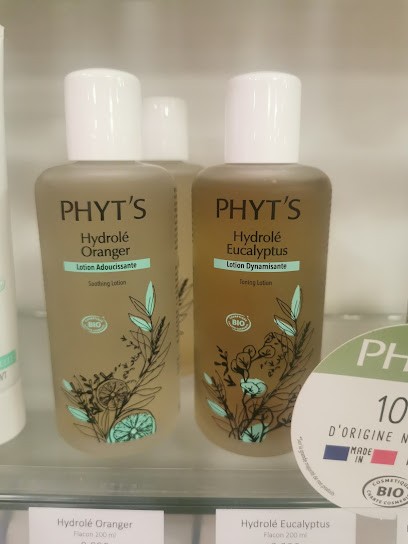 PHYT'S
Hydrolé
Oranger
Lotion Adoucissante
Soothing Lotion
BIO
PHYT'S
Hydrolé
Eucalyptus
Lotion Dynamisante
Toning Lotion
BIO
PH
10
D'ORIGINE N
MADE
IN
COSMÉTIQUE
BIO
Hydrolé Oranger
Flacon 200 ml
Hydrolé Eucalyptus
Flacon 200 ml